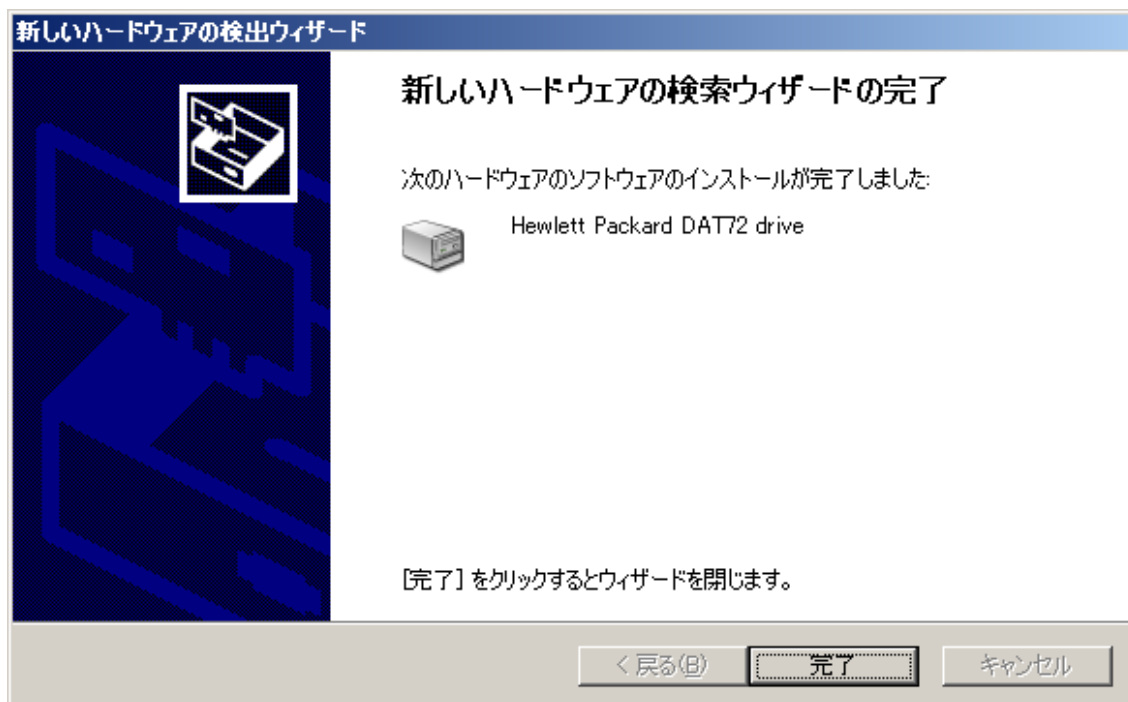 新しいハードウェアの検出ウィザード
新しいハードウェアの検索ウィザードの完了
次のハードウェアのソフトウェアのインストールが完了しました:
Hewlett Packard DAT72 drive
[完了] をクリックするとウィザードを閉じます。
< 戻る(B)
完了
キャンセル